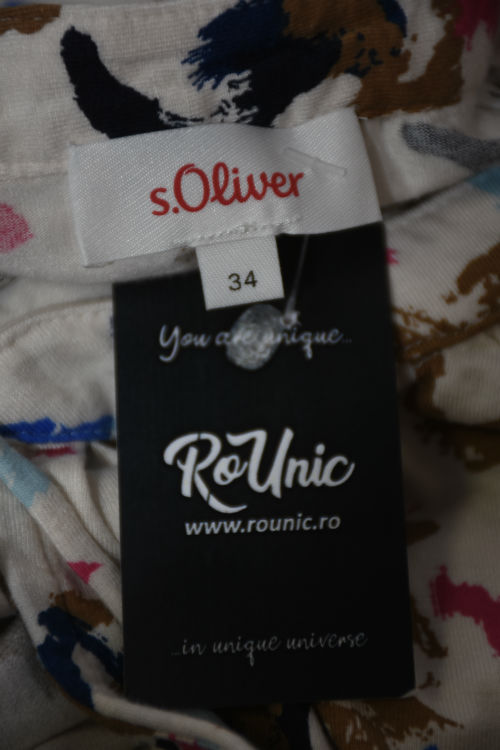 s.Oliver
34
You are unique...
RoUnic
www.rounic.ro
...in unique universe